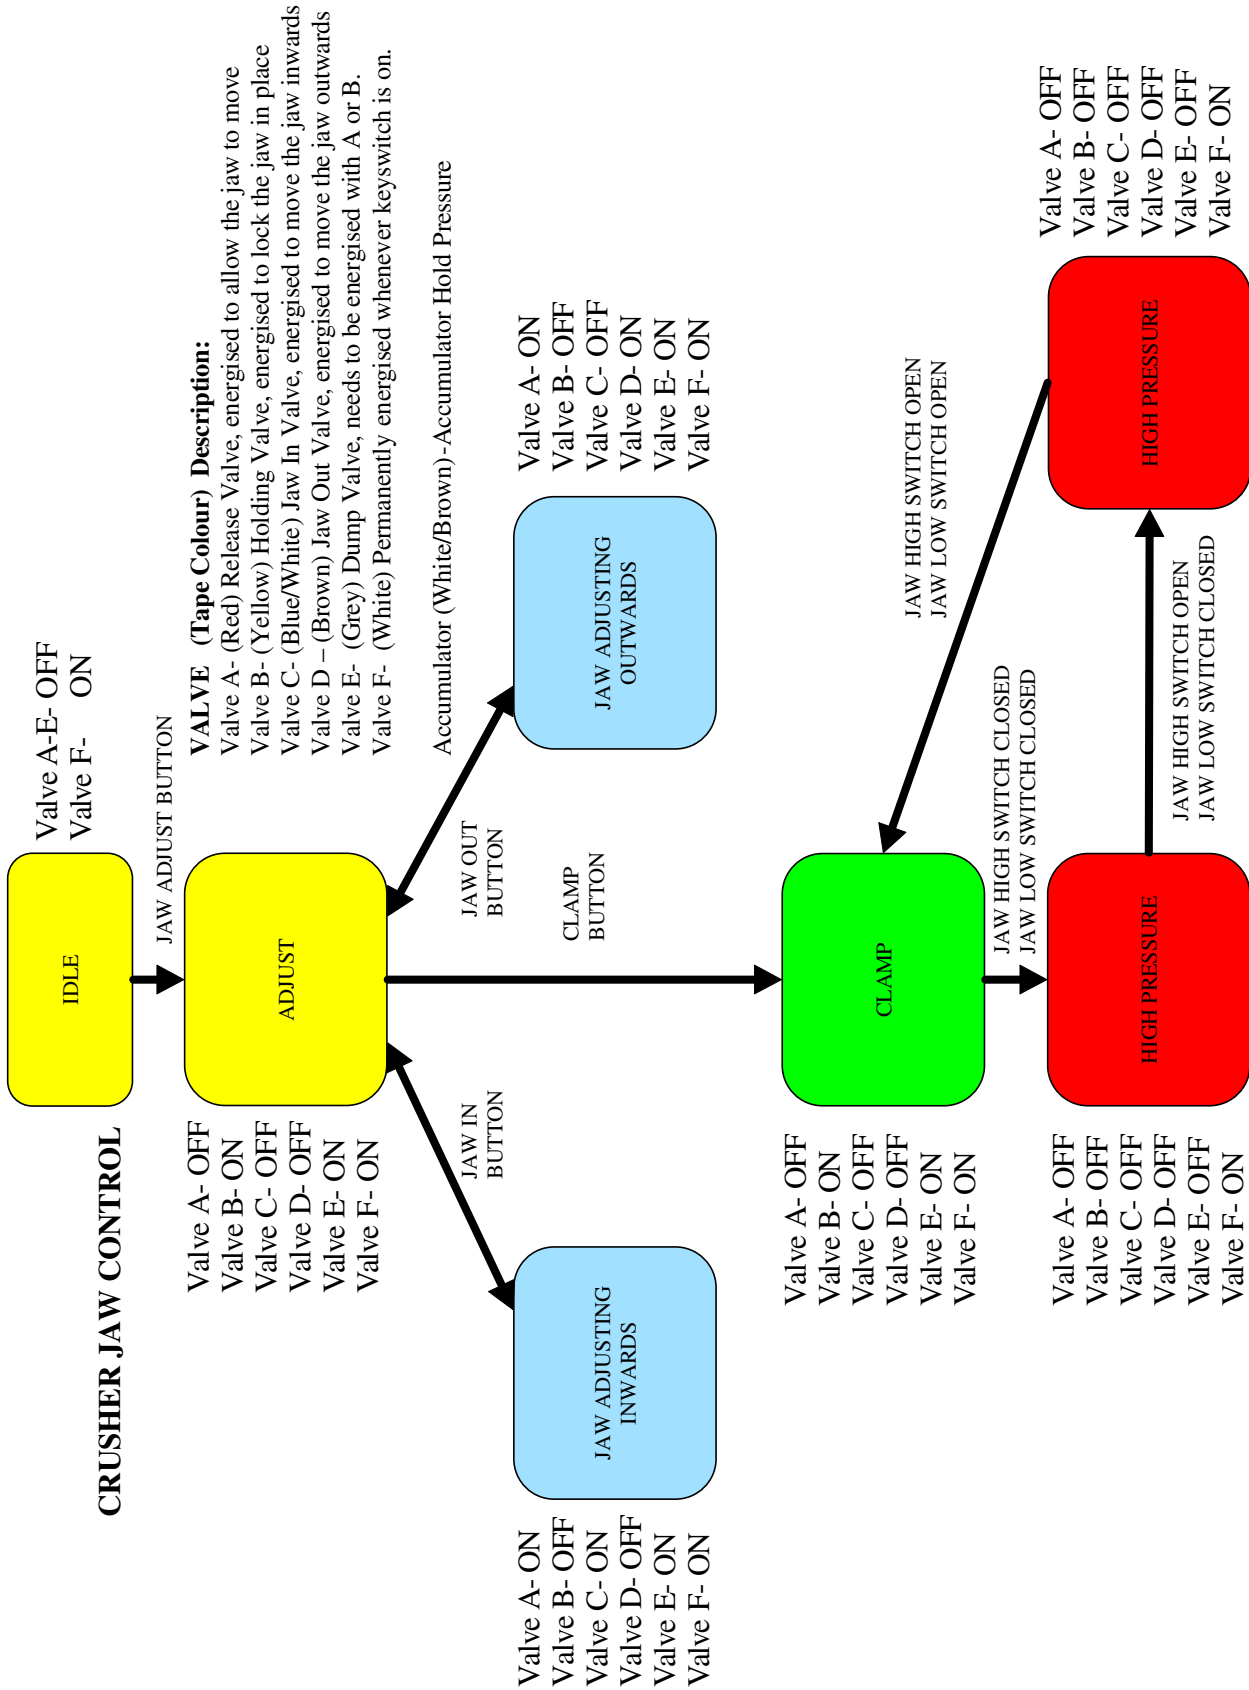 CRUSHER JAW CONTROL
IDLE
Valve A-E- OFF
Valve F- ON
JAW ADJUST BUTTON
VALVE (Tape Colour) Description:
Valve A- (Red) Release Valve, energised to allow the jaw to move
Valve B- (Yellow) Holding Valve, energised to lock the jaw in place
Valve C- (Blue/White) Jaw In Valve, energised to move the jaw inwards
Valve D – (Brown) Jaw Out Valve, energised to move the jaw outwards
Valve E- (Grey) Dump Valve, needs to be energised with A or B.
Valve F- (White) Permanently energised whenever keyswitch is on.
Accumulator (White/Brown)-Accumulator Hold Pressure
Valve A- OFF
Valve B- ON
Valve C- OFF
Valve D- OFF
Valve E- ON
Valve F- ON
ADJUST
JAW IN
BUTTON
JAW OUT
BUTTON
CLAMP
BUTTON
Valve A- ON
Valve B- OFF
Valve C- ON
Valve D- OFF
Valve E- ON
Valve F- ON
JAW ADJUSTING
INWARDS
JAW ADJUSTING
OUTWARDS
Valve A- ON
Valve B- OFF
Valve C- OFF
Valve D- ON
Valve E- ON
Valve F- ON
Valve A- OFF
Valve B- ON
Valve C- OFF
Valve D- OFF
Valve E- ON
Valve F- ON
CLAMP
JAW HIGH SWITCH OPEN
JAW LOW SWITCH OPEN
JAW HIGH SWITCH CLOSED
JAW LOW SWITCH CLOSED
Valve A- OFF
Valve B- OFF
Valve C- OFF
Valve D- OFF
Valve E- OFF
Valve F- ON
HIGH PRESSURE
JAW HIGH SWITCH OPEN
JAW LOW SWITCH CLOSED
HIGH PRESSURE
Valve A- OFF
Valve B- OFF
Valve C- OFF
Valve D- OFF
Valve E- OFF
Valve F- ON